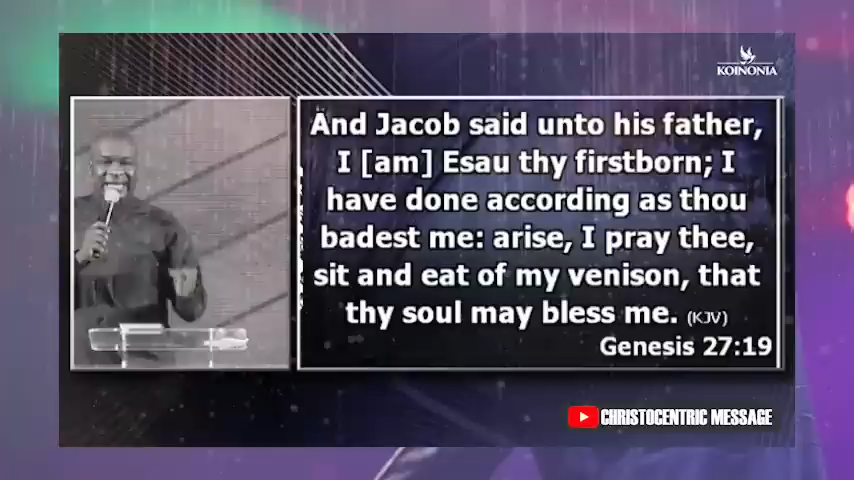 KOINONIA
And Jacob said unto his father,
I [am] Esau thy firstborn; I
have done according as thou
badest me: arise, I pray thee,
sit and eat of my venison, that
thy soul may bless me. (KJV)
Genesis 27:19
CHRISTOCENTRIC MESSAGE